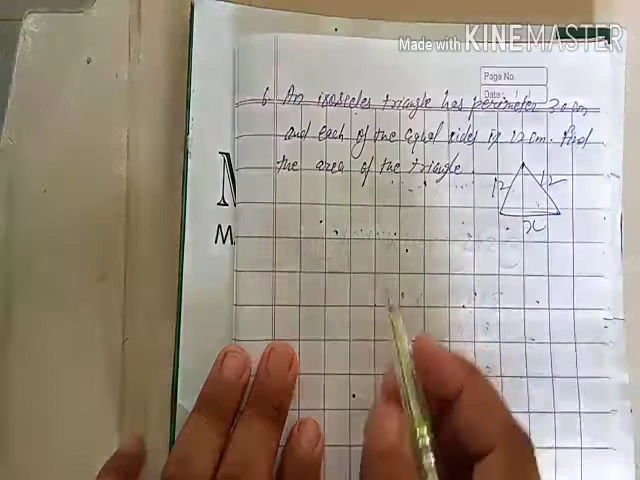 Made with KINEMASTER
Page No.
Date
6. An isosceles triangle has perimeter 30 cm
and each of the equal sides is 12 cm. Find
the area of the triangle.
12 12
x
N
M